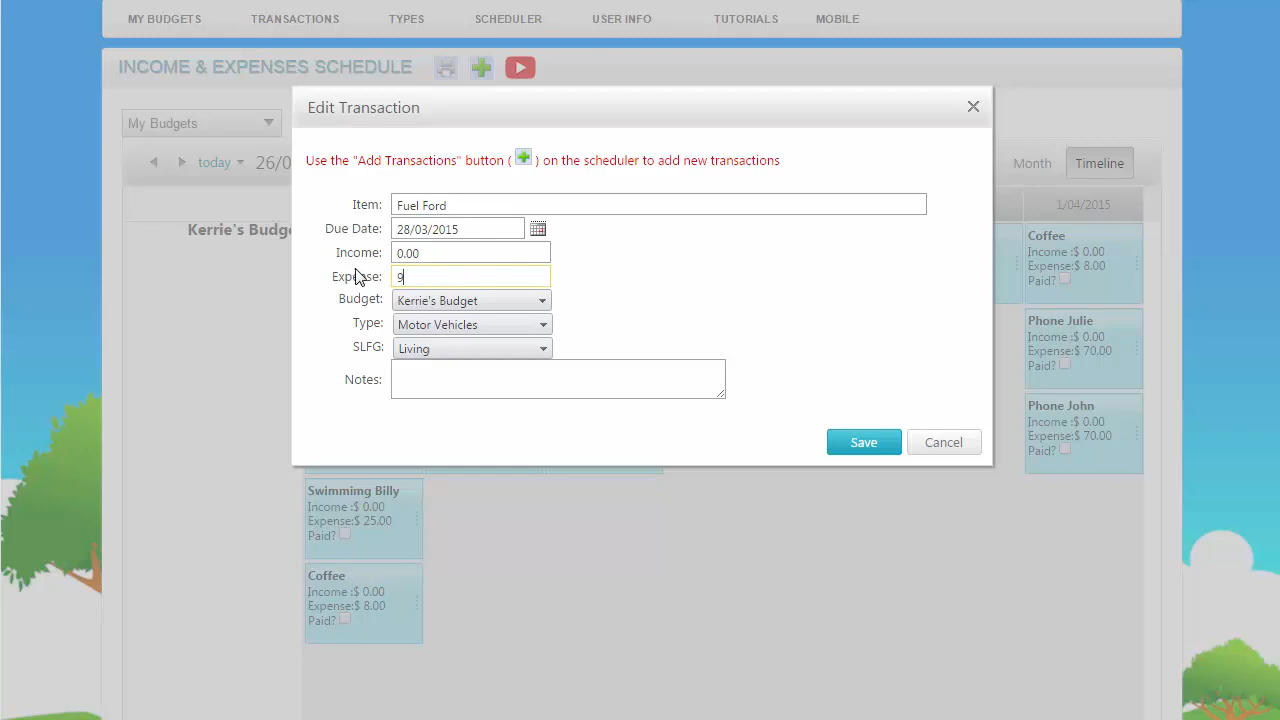 MY BUDGETS TRANSACTIONS TYPES SCHEDULER USER INFO TUTORIALS MOBILE
INCOME & EXPENSES SCHEDULE
Edit Transaction
My Budgets
Use the "Add Transactions" button ( ) on the scheduler to add new transactions
today 26/0 Month Timeline
Item: Fuel Ford
1/04/2015
Due Date: 28/03/2015
Kerrie's Budg
Income: 0.00
Expense: 9
Budget: Kerrie's Budget
Type: Motor Vehicles
SLFG: Living
Notes:
Save Cancel
Coffee
Income :$ 0.00
Expense:$ 8.00
Paid?
Phone Julie
Income :$ 0.00
Expense:$ 70.00
Paid?
Phone John
Income :$ 0.00
Expense:$ 70.00
Paid?
Swimmimg Billy
Income :$ 0.00
Expense:$ 25.00
Paid?
Coffee
Income :$ 0.00
Expense:$ 8.00
Paid?